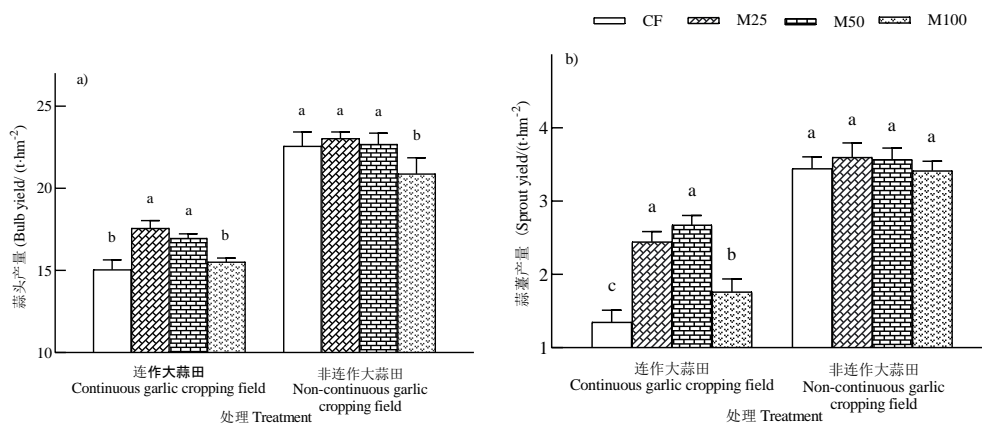 CF M25 M50 M100
a)
蒜头产量 (Bulb yield/ (t·hm⁻²)
25
20
15
10
b a a b
a a a b
连作大蒜田
Continuous garlic cropping field
非连作大蒜田
Non-continuous garlic
cropping field
处理 Treatment
b)
蒜薹产量 (Sprout yield/(t·hm⁻²)
4
3
2
1
c a a b
a a a a
连作大蒜田
Continuous garlic cropping field
非连作大蒜田
Non-continuous garlic
cropping field
处理 Treatment